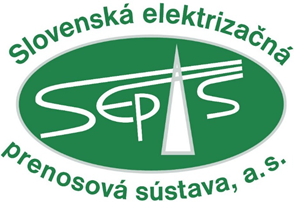 Slovenská elektrizačná
SEPS
prenosová sústava, a.s.